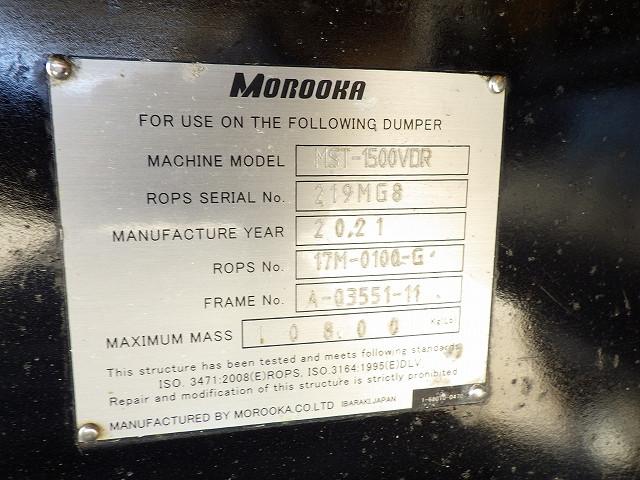 MOROOKA
FOR USE ON THE FOLLOWING DUMPER
MACHINE MODEL MST-1500VDR
ROPS SERIAL No. 219MG8
MANUFACTURE YEAR 2021
ROPS No. 17M-0100-G
FRAME No. A-03551-11
MAXIMUM MASS 10800 Kg(Lb)
This structure has been tested and meets following standards
ISO. 3471:2008(E)ROPS, ISO.3164:1995(E)DLV
Repair and modification of this structure is strictly prohibited
MANUFACTURED BY MOROOKA.CO.LTD IBARAKI,JAPAN